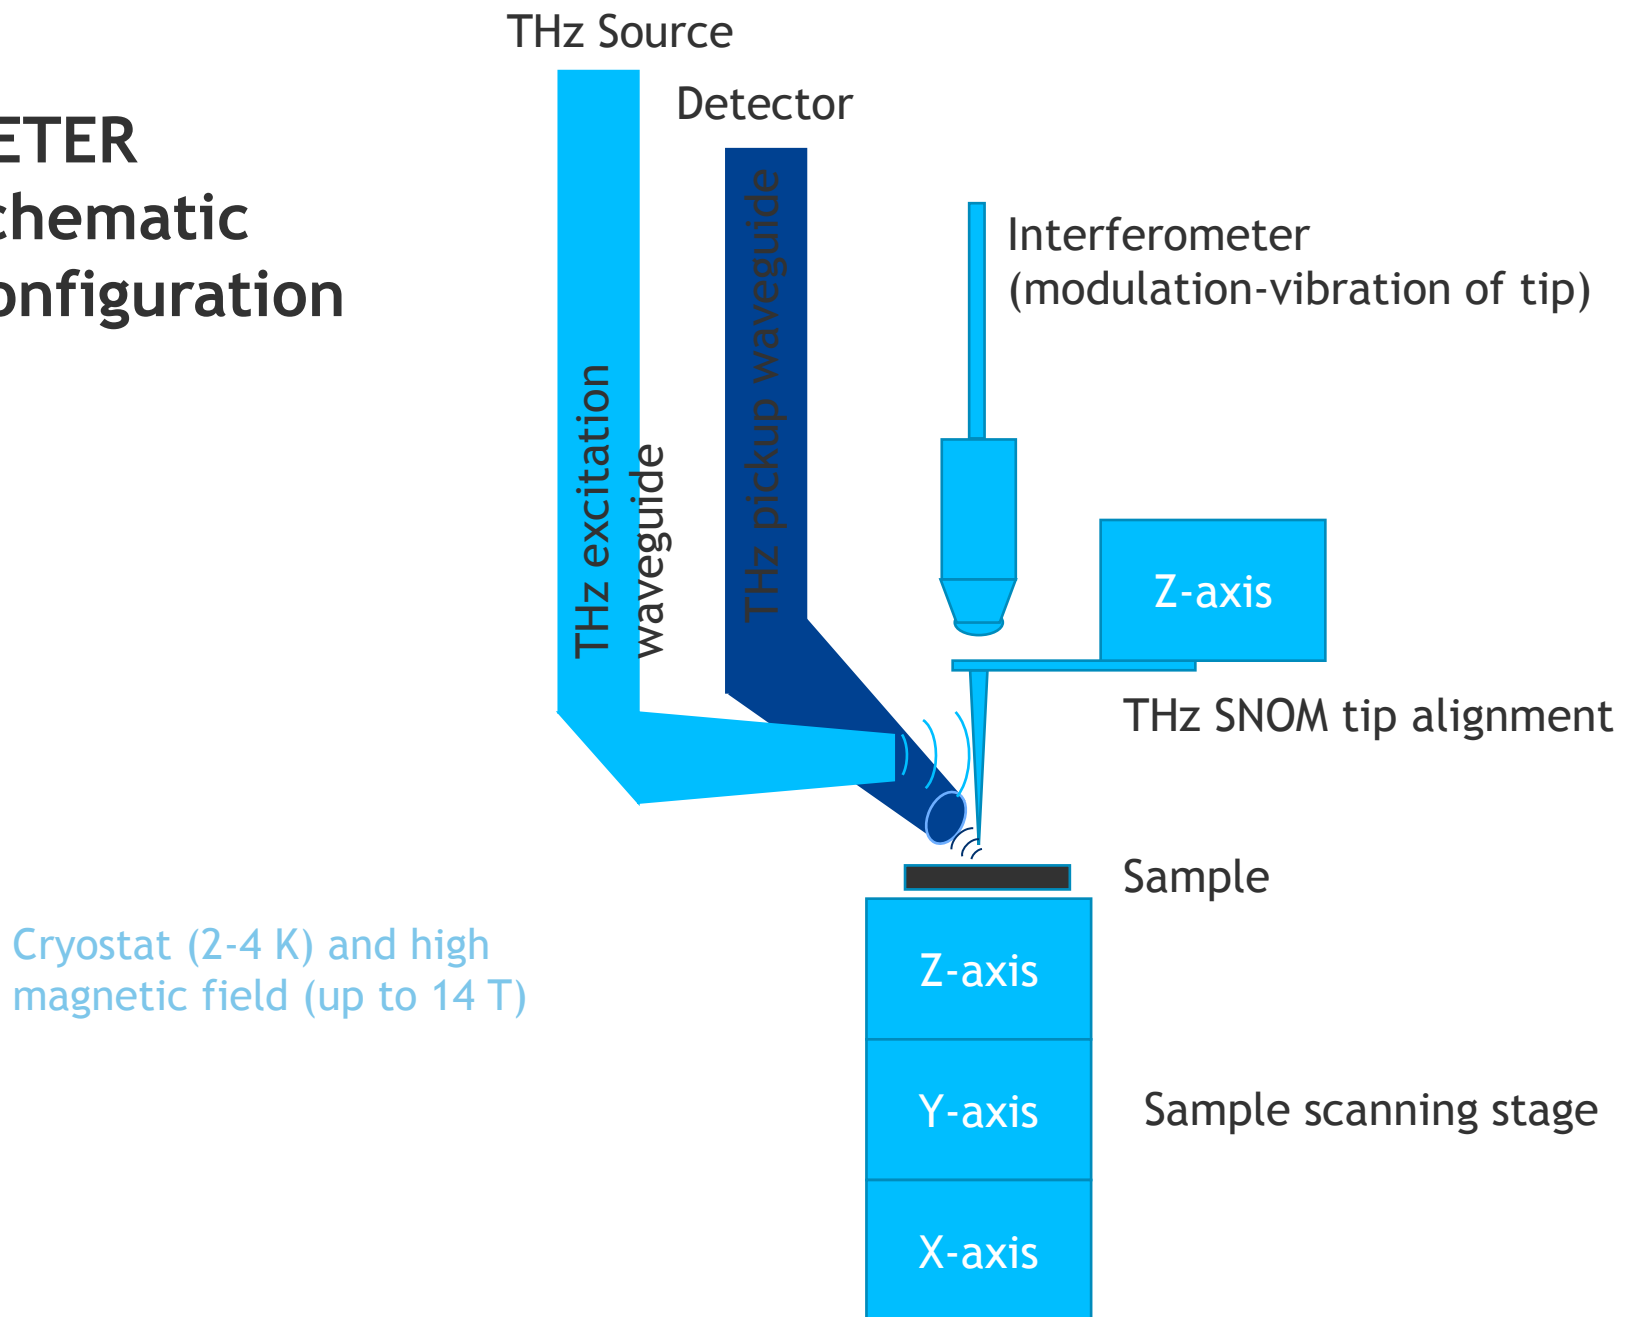 THz Source
Detector
ETER
chematic
onfiguration
Interferometer
(modulation-vibration of tip)
THz excitation
waveguide
THz pickup waveguide
Z-axis
THz SNOM tip alignment
Sample
Cryostat (2-4 K) and high
magnetic field (up to 14 T)
Z-axis
Y-axis
Sample scanning stage
X-axis